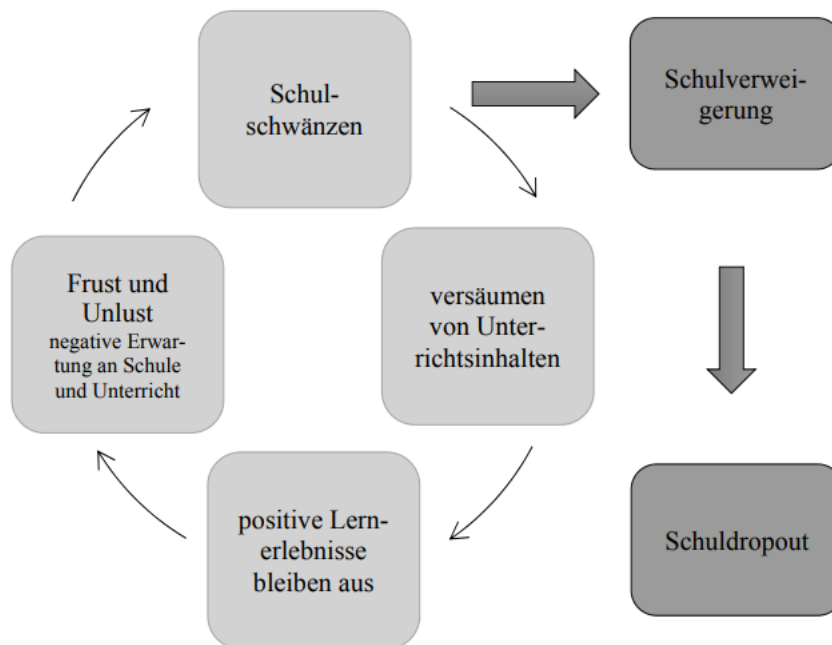 Schul-
schwänzen
Schulverwei-
gerung
versäumen
von Unter-
richtsinhalten
Frust und
Unlust
negative Erwar-
tung an Schule
und Unterricht
positive Lern-
erlebnisse
bleiben aus
Schuldropout